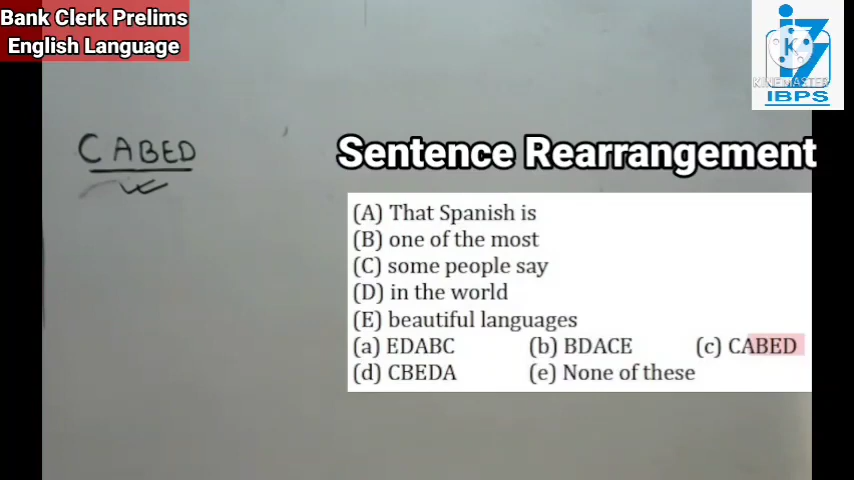 Bank Clerk Prelims
English Language
KINEMASTER
IBPS
CABED
Sentence Rearrangement
(A) That Spanish is
(B) one of the most
(C) some people say
(D) in the world
(E) beautiful languages
(a) EDABC (b) BDACE (c) CABED
(d) CBEDA (e) None of these